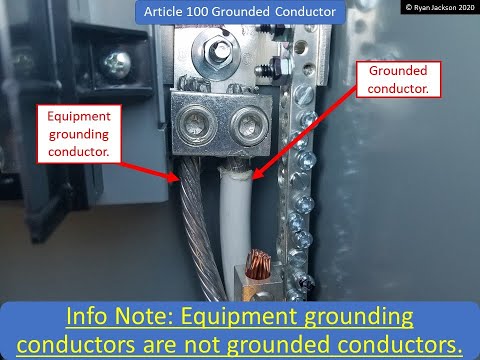 Article 100 Grounded Conductor
© Ryan Jackson 2020
Grounded
conductor.
Equipment
grounding
conductor.
Info Note: Equipment grounding
conductors are not grounded conductors.